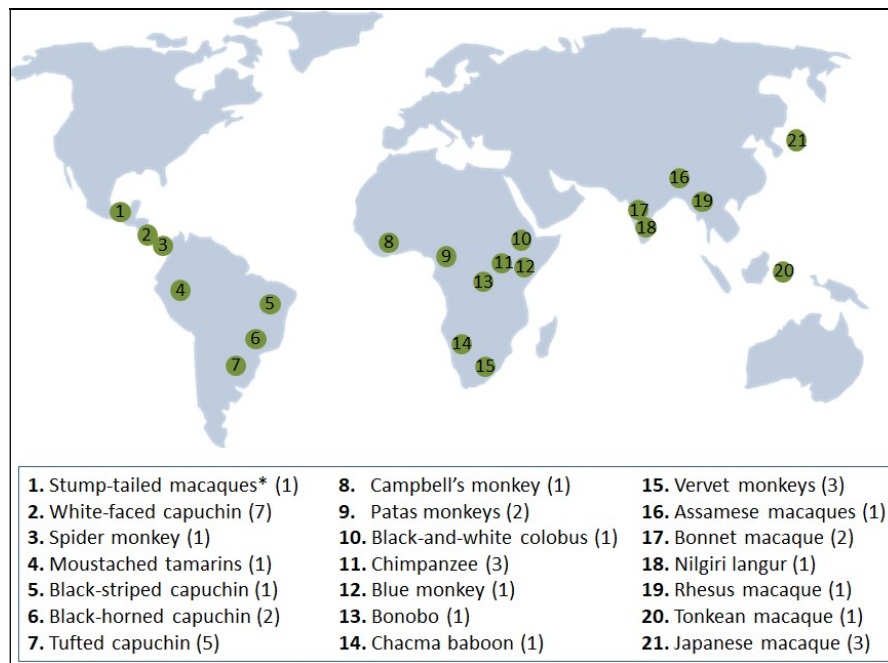 1
2
3
4
5
6
7
8
9
10
11
12
13
14
15
16
17
18
19
20
21
1. Stump-tailed macaques* (1)
2. White-faced capuchin (7)
3. Spider monkey (1)
4. Moustached tamarins (1)
5. Black-striped capuchin (1)
6. Black-horned capuchin (2)
7. Tufted capuchin (5)
8. Campbell's monkey (1)
9. Patas monkeys (2)
10. Black-and-white colobus (1)
11. Chimpanzee (3)
12. Blue monkey (1)
13. Bonobo (1)
14. Chacma baboon (1)
15. Vervet monkeys (3)
16. Assamese macaques (1)
17. Bonnet macaque (2)
18. Nilgiri langur (1)
19. Rhesus macaque (1)
20. Tonkean macaque (1)
21. Japanese macaque (3)